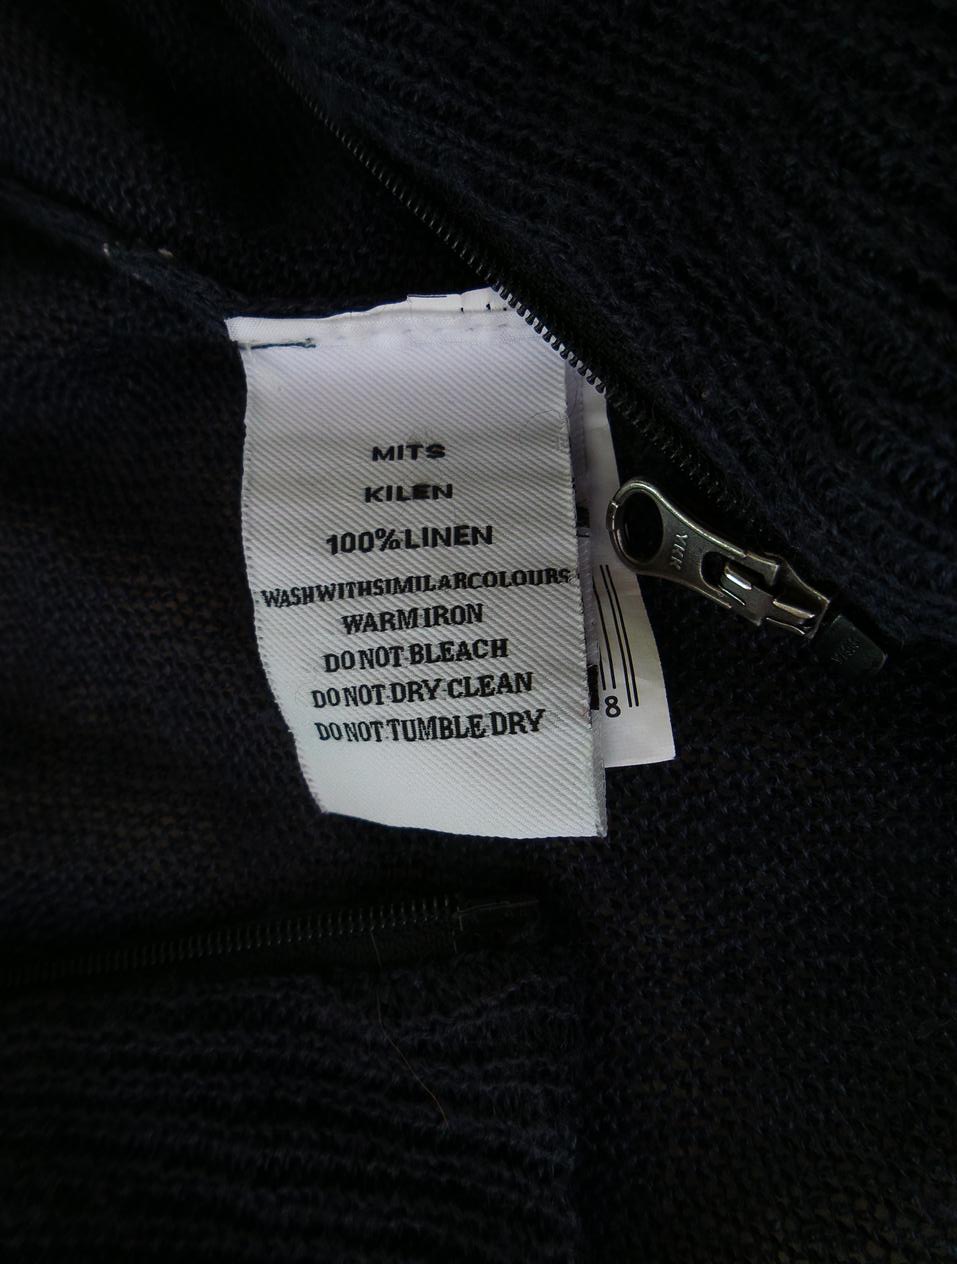 MITS
KILEN
100%LINEN
WASHWITHSIMILARCOLOURS
WARM IRON
DO NOT BLEACH
DO NOT DRY CLEAN
DO NOT TUMBLE DRY
8
YKK